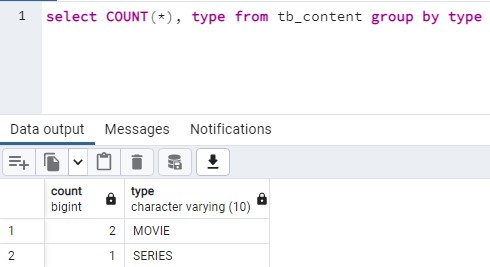 1 select COUNT(*), type from tb_content group by type
Data output Messages Notifications
count type
bigint character varying (10)
1 2 MOVIE
2 1 SERIES